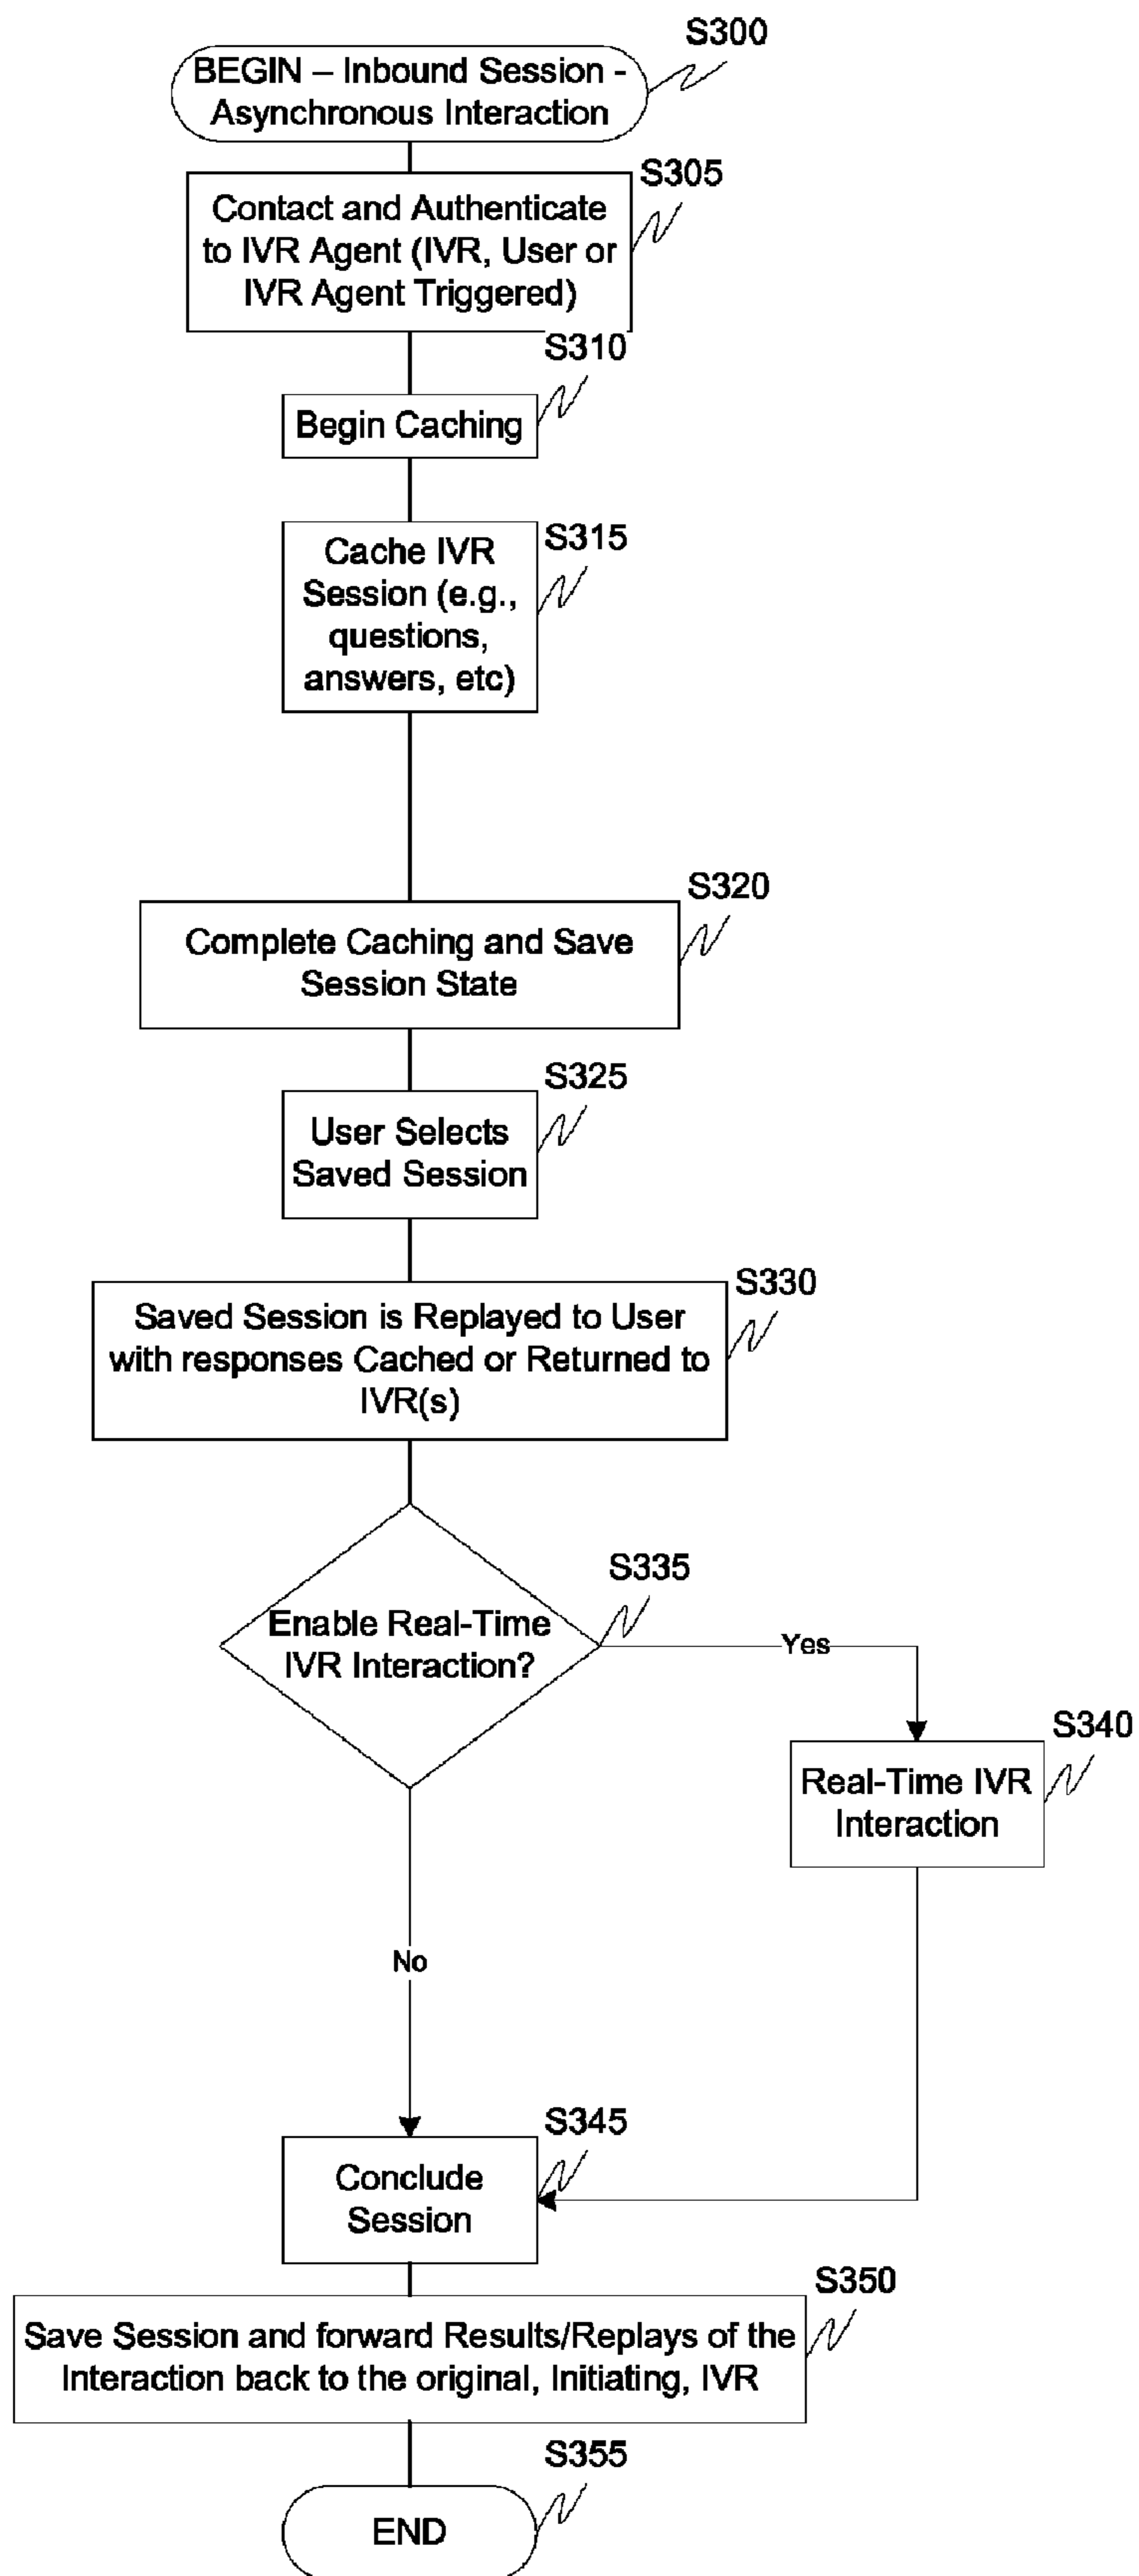 S300
BEGIN – Inbound Session -
Asynchronous Interaction
S305
Contact and Authenticate
to IVR Agent (IVR, User or
IVR Agent Triggered)
S310
Begin Caching
S315
Cache IVR
Session (e.g.,
questions,
answers, etc)
S320
Complete Caching and Save
Session State
S325
User Selects
Saved Session
S330
Saved Session is Replayed to User
with responses Cached or Returned to
IVR(s)
S335
Enable Real-Time
IVR Interaction?
Yes
S340
Real-Time IVR
Interaction
No
S345
Conclude
Session
S350
Save Session and forward Results/Replays of the
Interaction back to the original, Initiating, IVR
S355
END